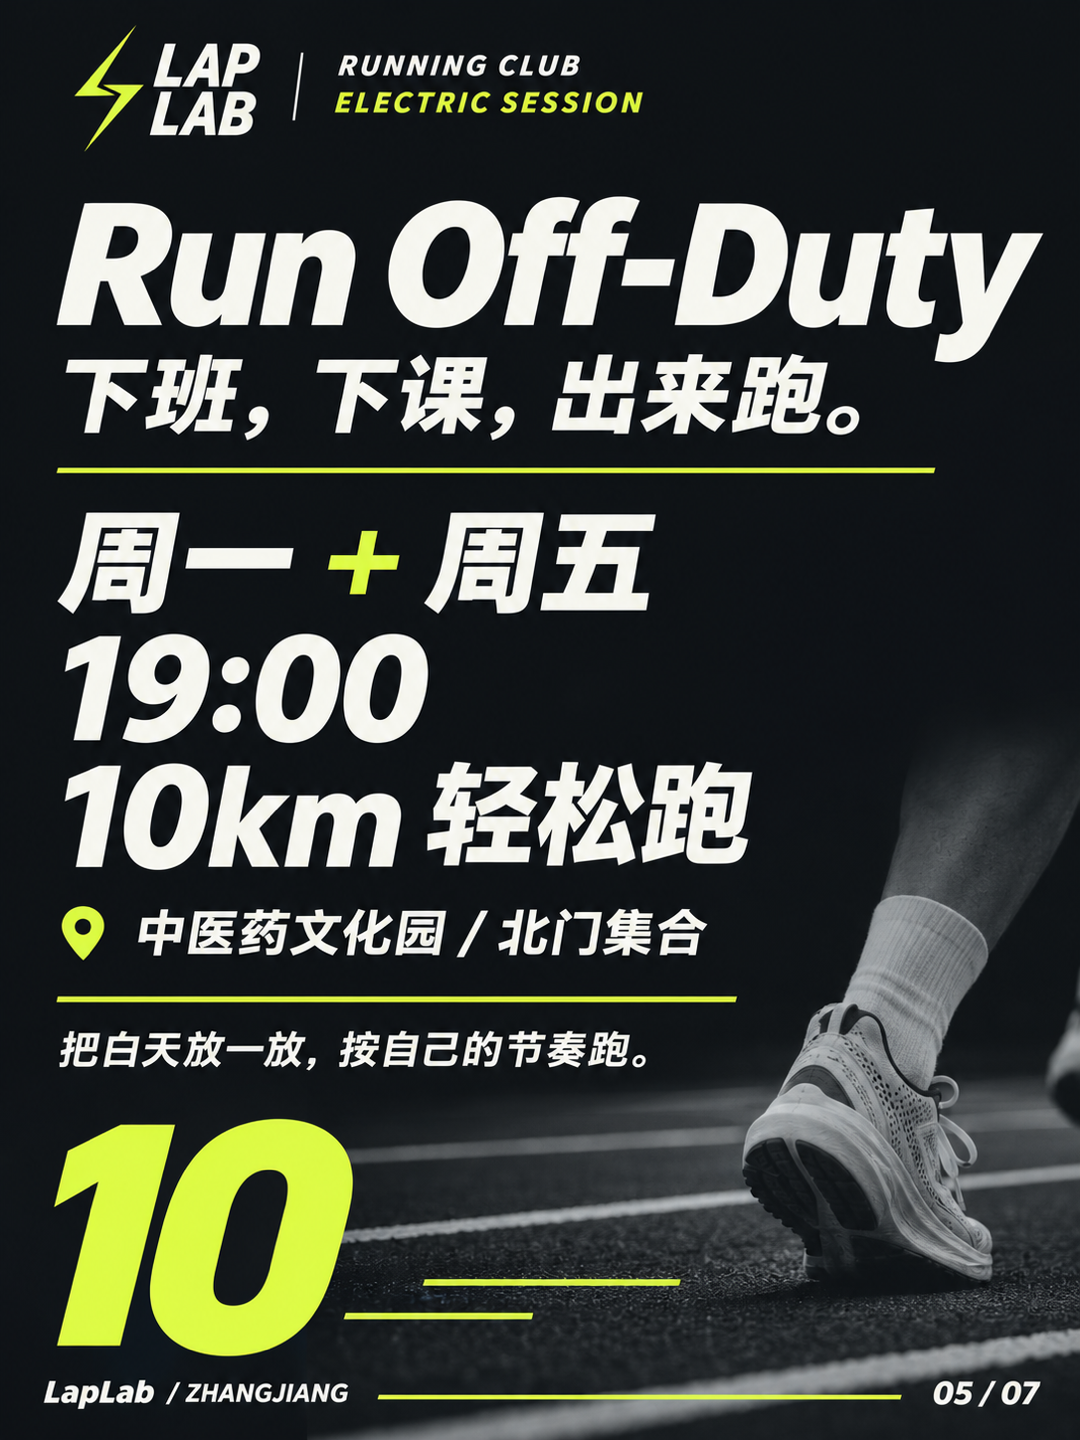 LAP
LAB
RUNNING CLUB
ELECTRIC SESSION
Run Off-Duty
下班，下课，出来跑。
周一 + 周五
19:00
10km 轻松跑
中医药文化园 / 北门集合
把白天放一放，按自己的节奏跑。
10
LapLab / ZHANGJIANG
05 / 07